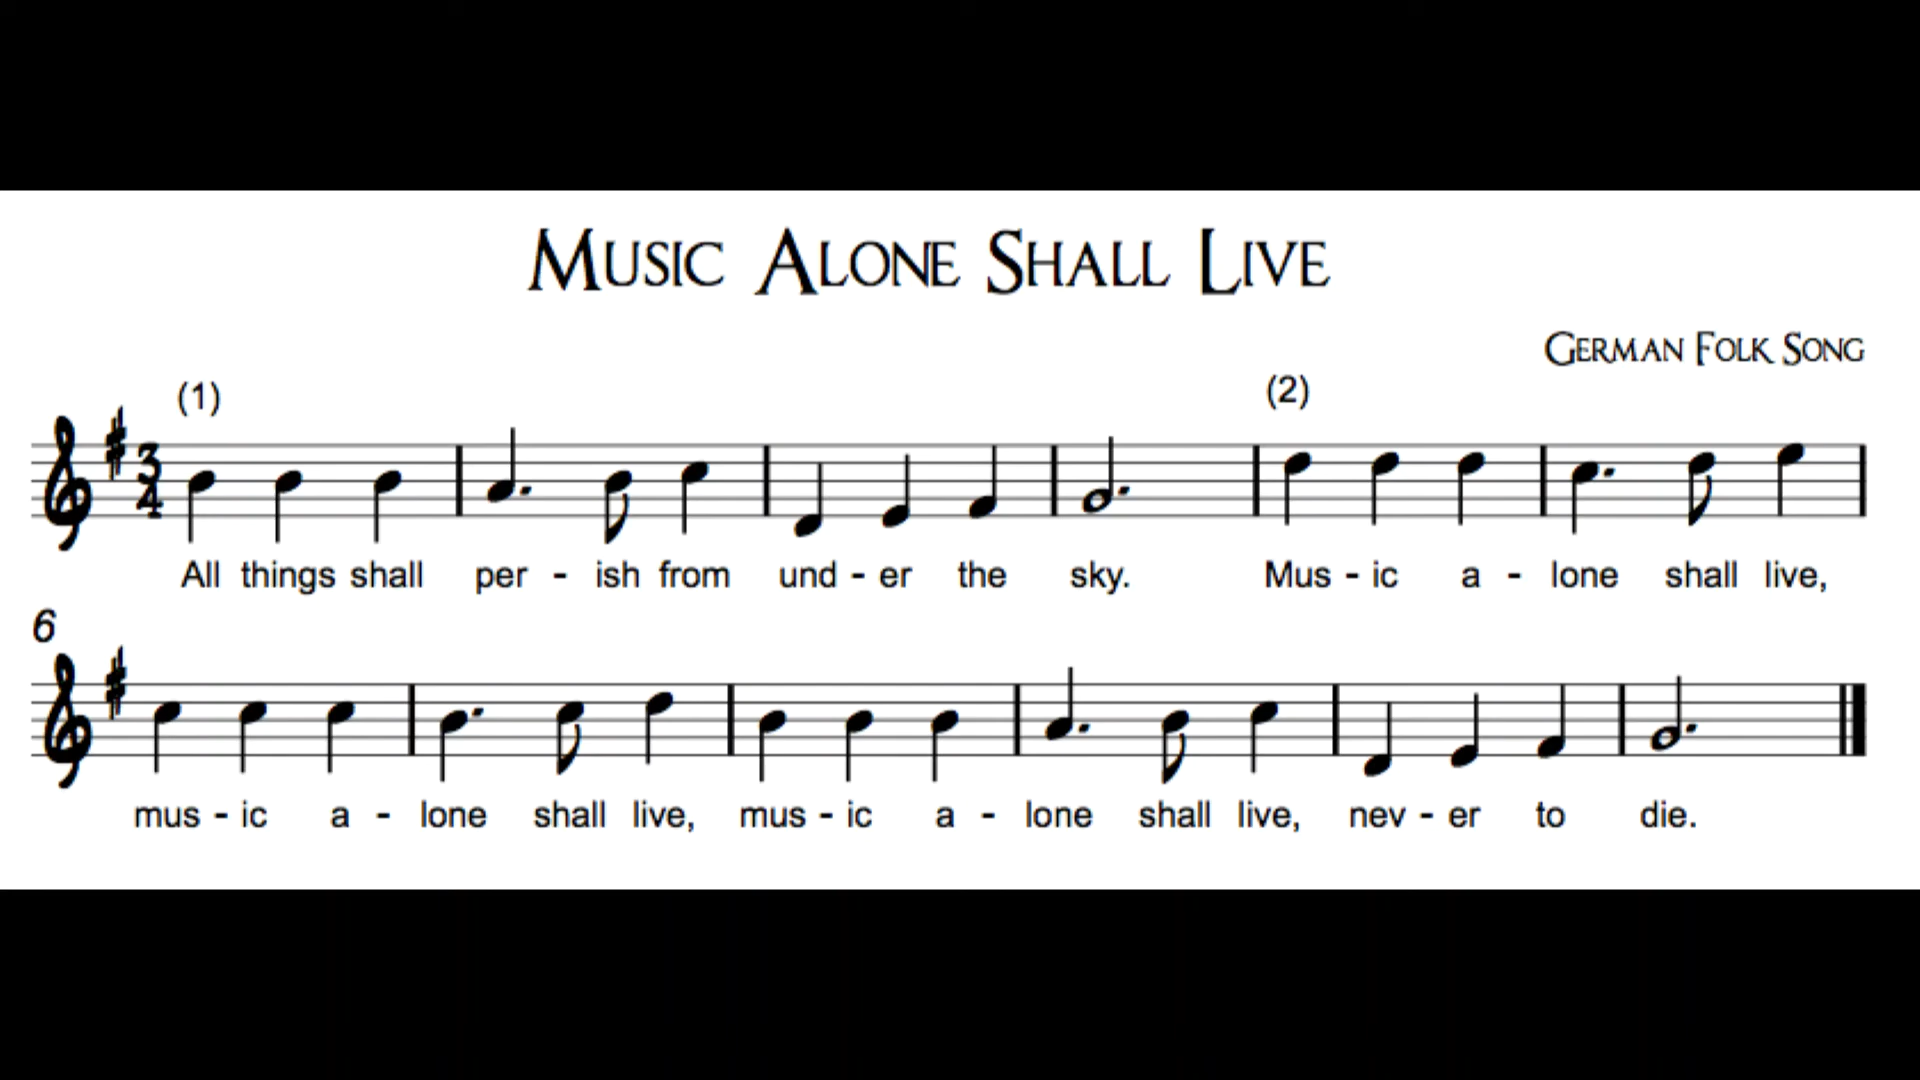 MUSIC ALONE SHALL LIVE
GERMAN FOLK SONG
(1) (2)
3
4
All things shall per - ish from und - er the sky. Mus - ic a - lone shall live,
6
mus - ic a - lone shall live, mus - ic a - lone shall live, nev - er to die.